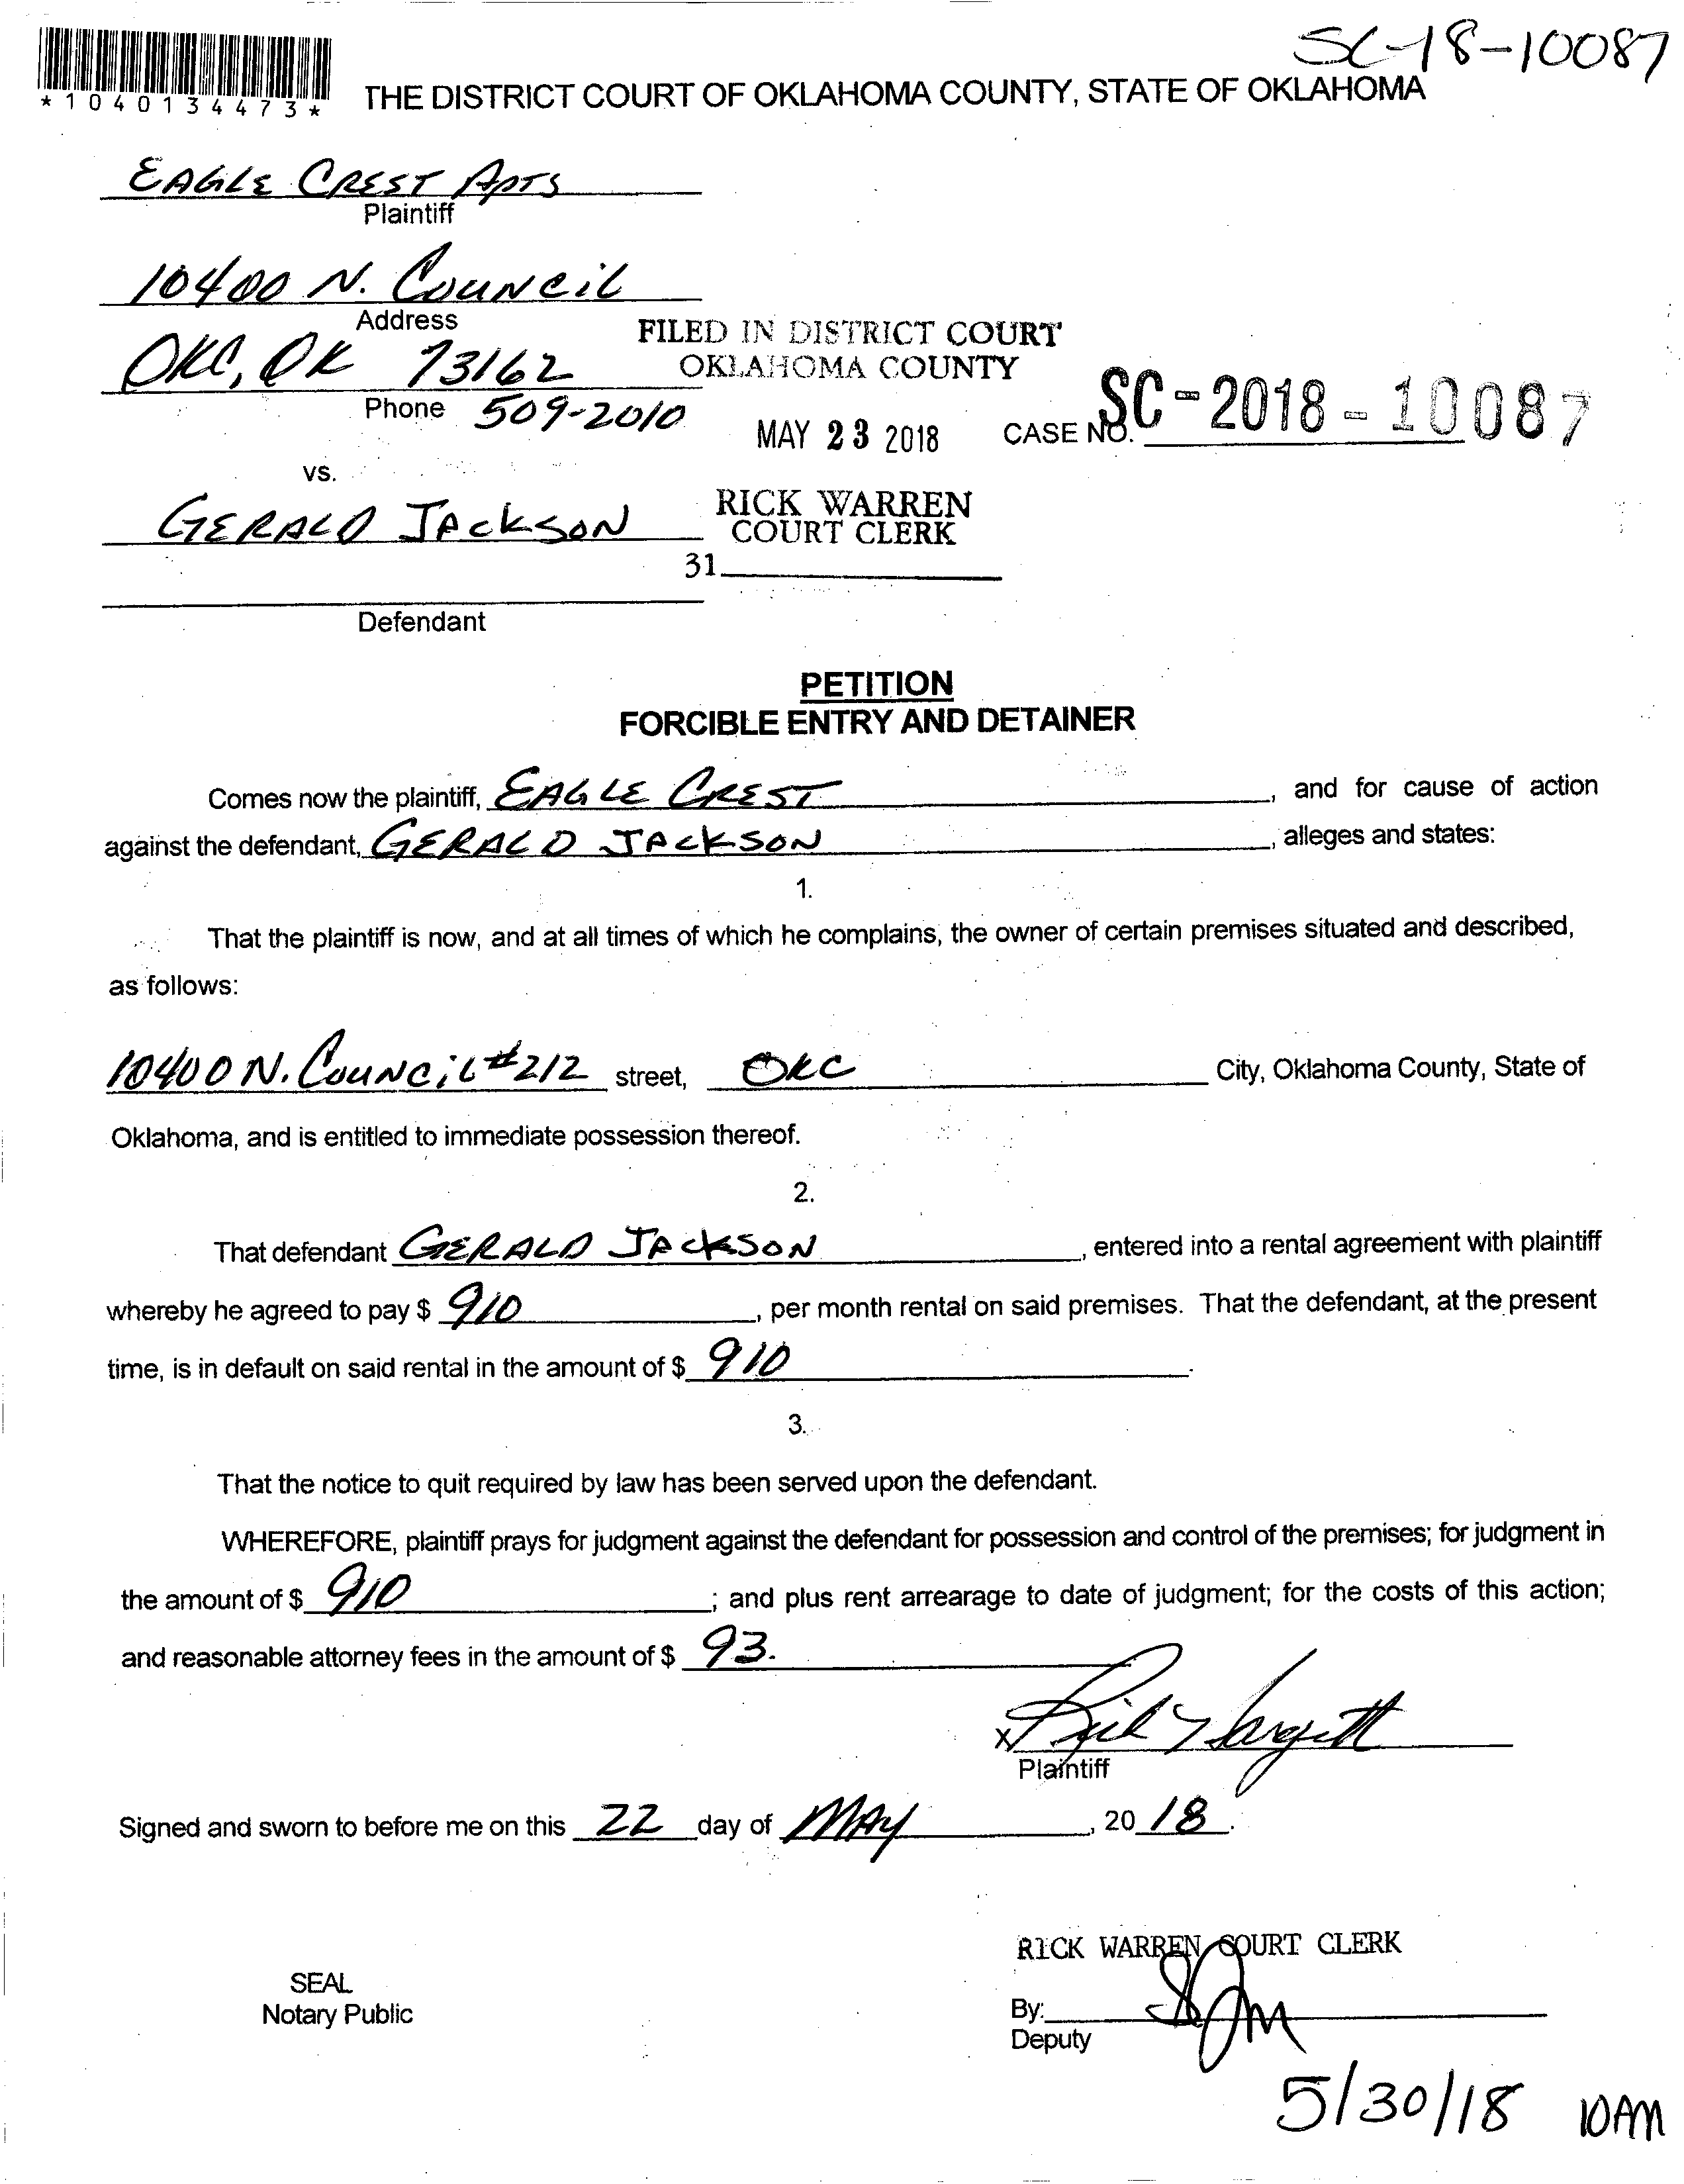 SC-18-10087
*1040134473*
THE DISTRICT COURT OF OKLAHOMA COUNTY, STATE OF OKLAHOMA
EAGLE CREST APTS
Plaintiff
10400 N. COUNCIL
Address
OKC, OK 73162
Phone 509-2010
FILED IN DISTRICT COURT
OKLAHOMA COUNTY
MAY 23 2018
CASE NO. SC-2018-10087
vs.
RICK WARREN
COURT CLERK
31
GERALD JACKSON
Defendant
PETITION
FORCIBLE ENTRY AND DETAINER
Comes now the plaintiff, EAGLE CREST, and for cause of action
against the defendant, GERALD JACKSON, alleges and states:
1.
That the plaintiff is now, and at all times of which he complains, the owner of certain premises situated and described,
as follows:
10400 N. COUNCIL #212 street, OKC City, Oklahoma County, State of
Oklahoma, and is entitled to immediate possession thereof.
2.
That defendant GERALD JACKSON, entered into a rental agreement with plaintiff
whereby he agreed to pay $ 910, per month rental on said premises. That the defendant, at the present
time, is in default on said rental in the amount of $ 910.
3.
That the notice to quit required by law has been served upon the defendant.
WHEREFORE, plaintiff prays for judgment against the defendant for possession and control of the premises; for judgment in
the amount of $ 910; and plus rent arrearage to date of judgment; for the costs of this action;
and reasonable attorney fees in the amount of $ 93.
X
Plaintiff
Signed and sworn to before me on this 22 day of MAY, 20 18.
RICK WARREN COURT CLERK
SEAL
Notary Public
By:
Deputy
5/30/18 10AM